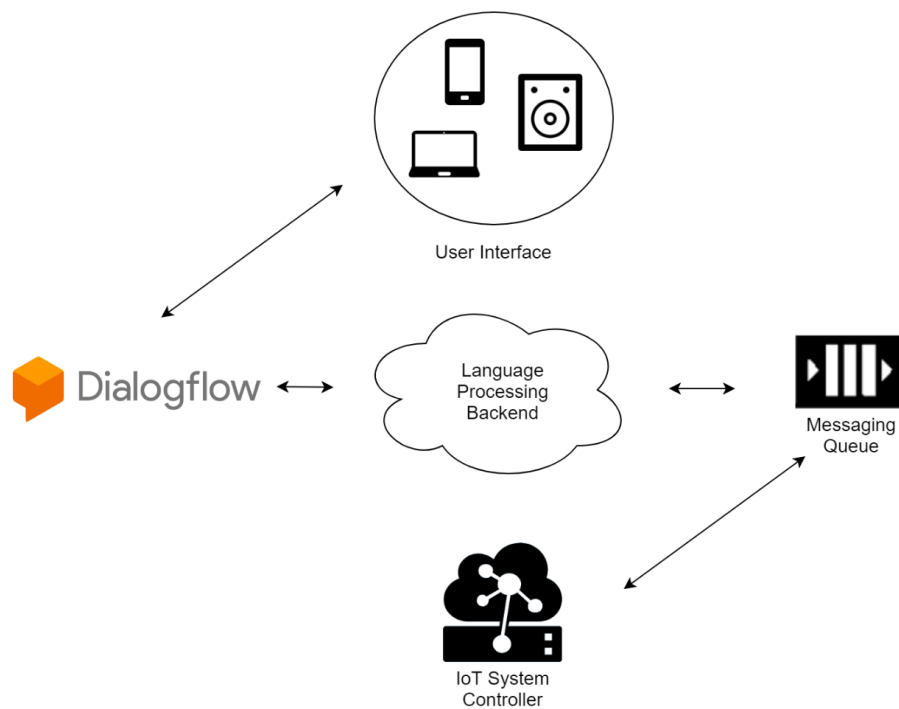 User Interface
Dialogflow
Language
Processing
Backend
Messaging
Queue
IoT System
Controller